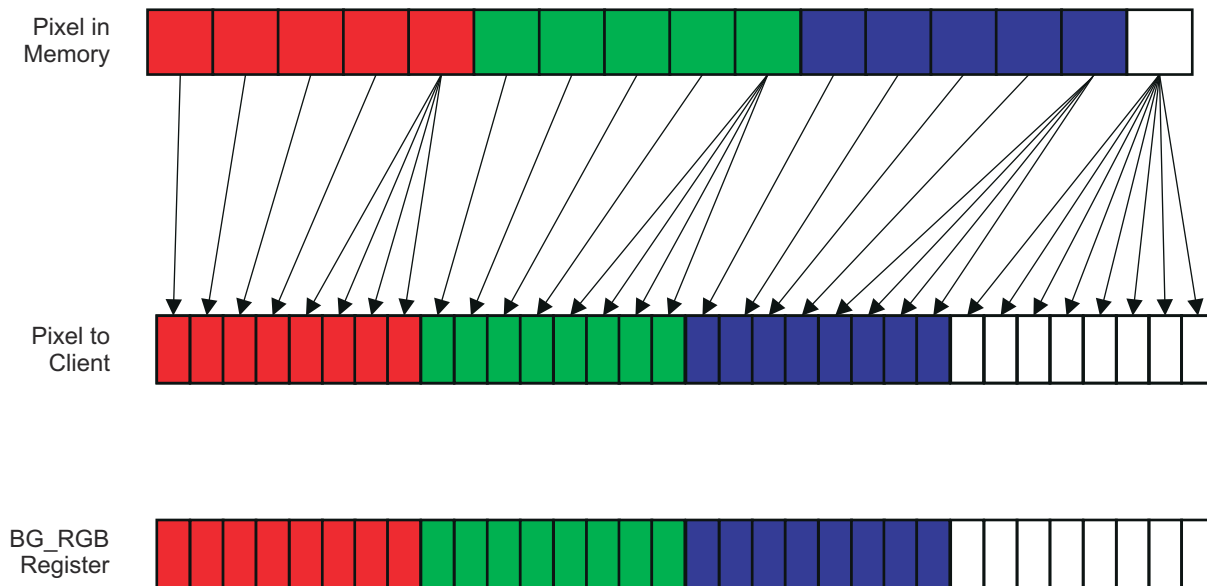 Pixel in
Memory
Pixel to
Client
BG_RGB
Register